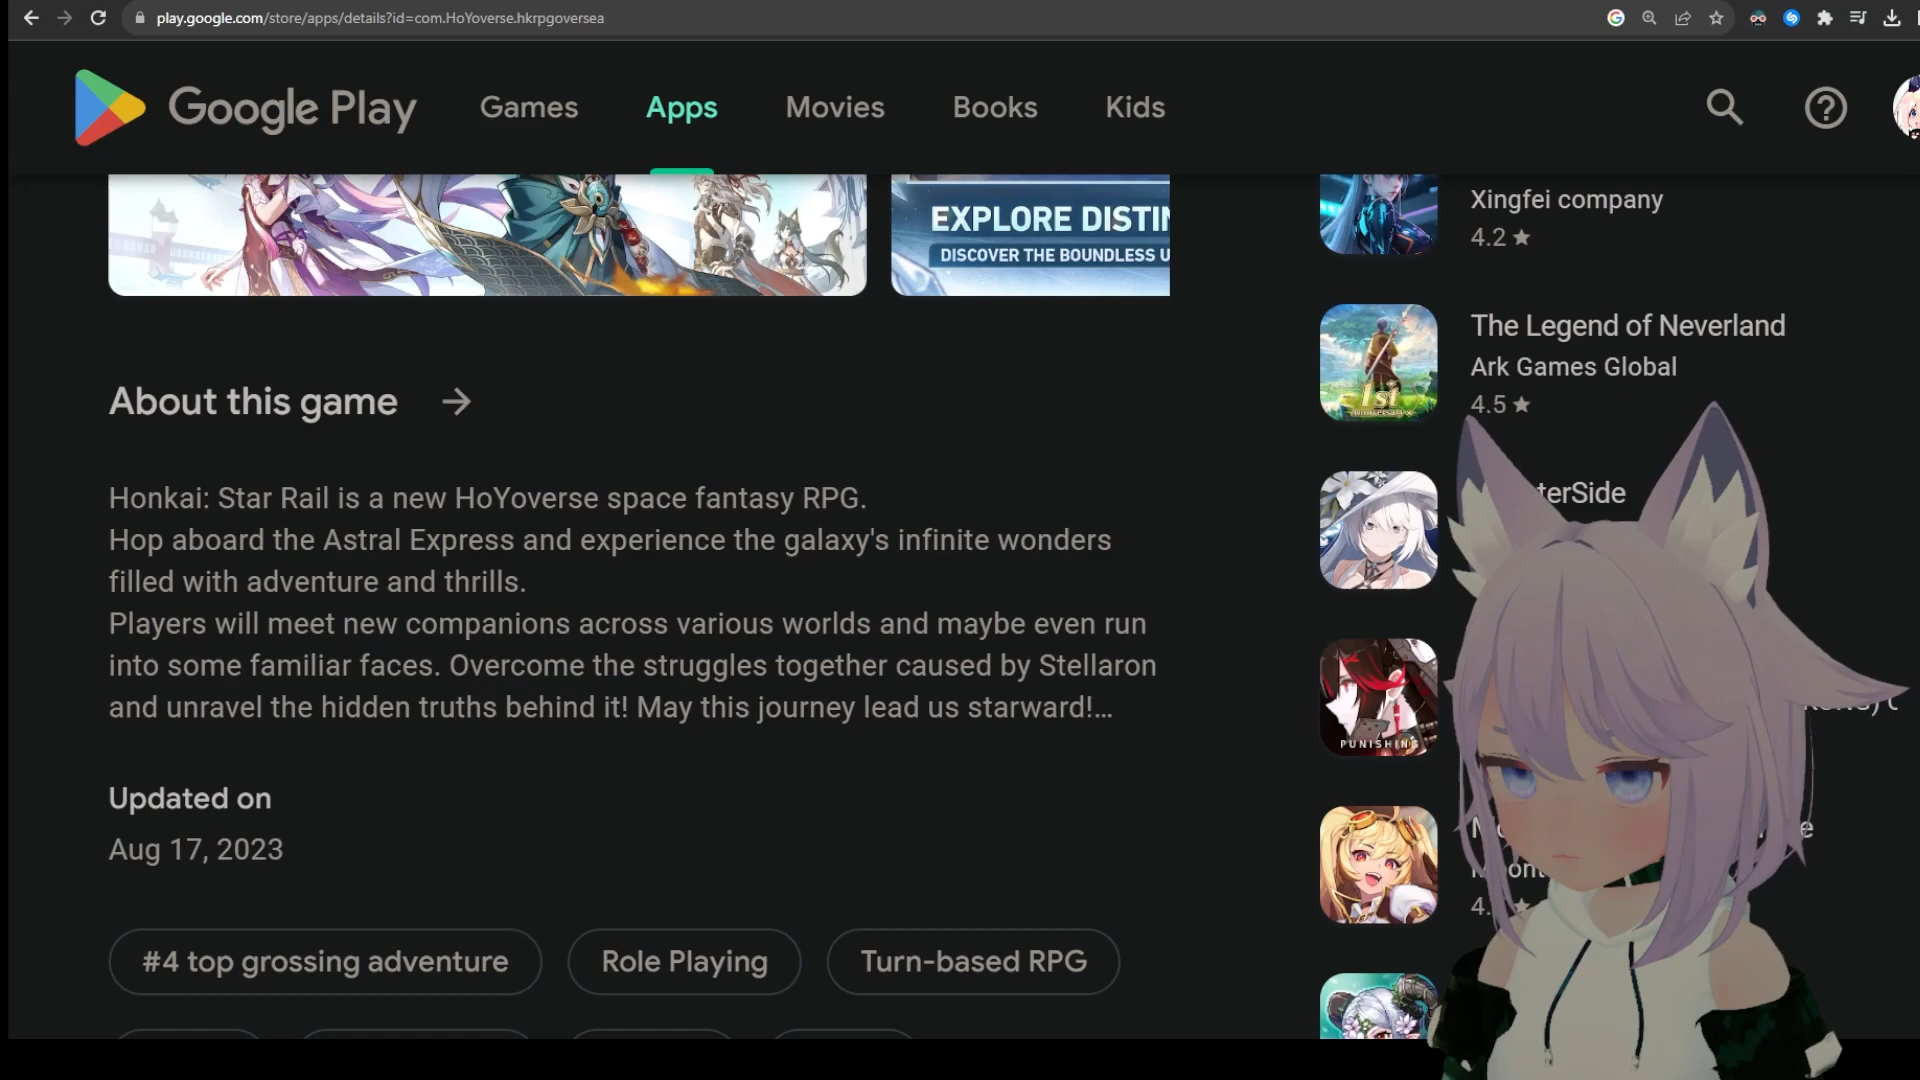 play.google.com/store/apps/details?id=com.HoYoverse.hkrpgoversea
Google Play
Games
Apps
Movies
Books
Kids
EXPLORE DISTIN
DISCOVER THE BOUNDLESS U
About this game
Honkai: Star Rail is a new HoYoverse space fantasy RPG.
Hop aboard the Astral Express and experience the galaxy's infinite wonders
filled with adventure and thrills.
Players will meet new companions across various worlds and maybe even run
into some familiar faces. Overcome the struggles together caused by Stellaron
and unravel the hidden truths behind it! May this journey lead us starward!...
Updated on
Aug 17, 2023
#4 top grossing adventure
Role Playing
Turn-based RPG
Xingfei company
4.2 ★
The Legend of Neverland
Ark Games Global
4.5 ★
1st
terSide
PUNISHING